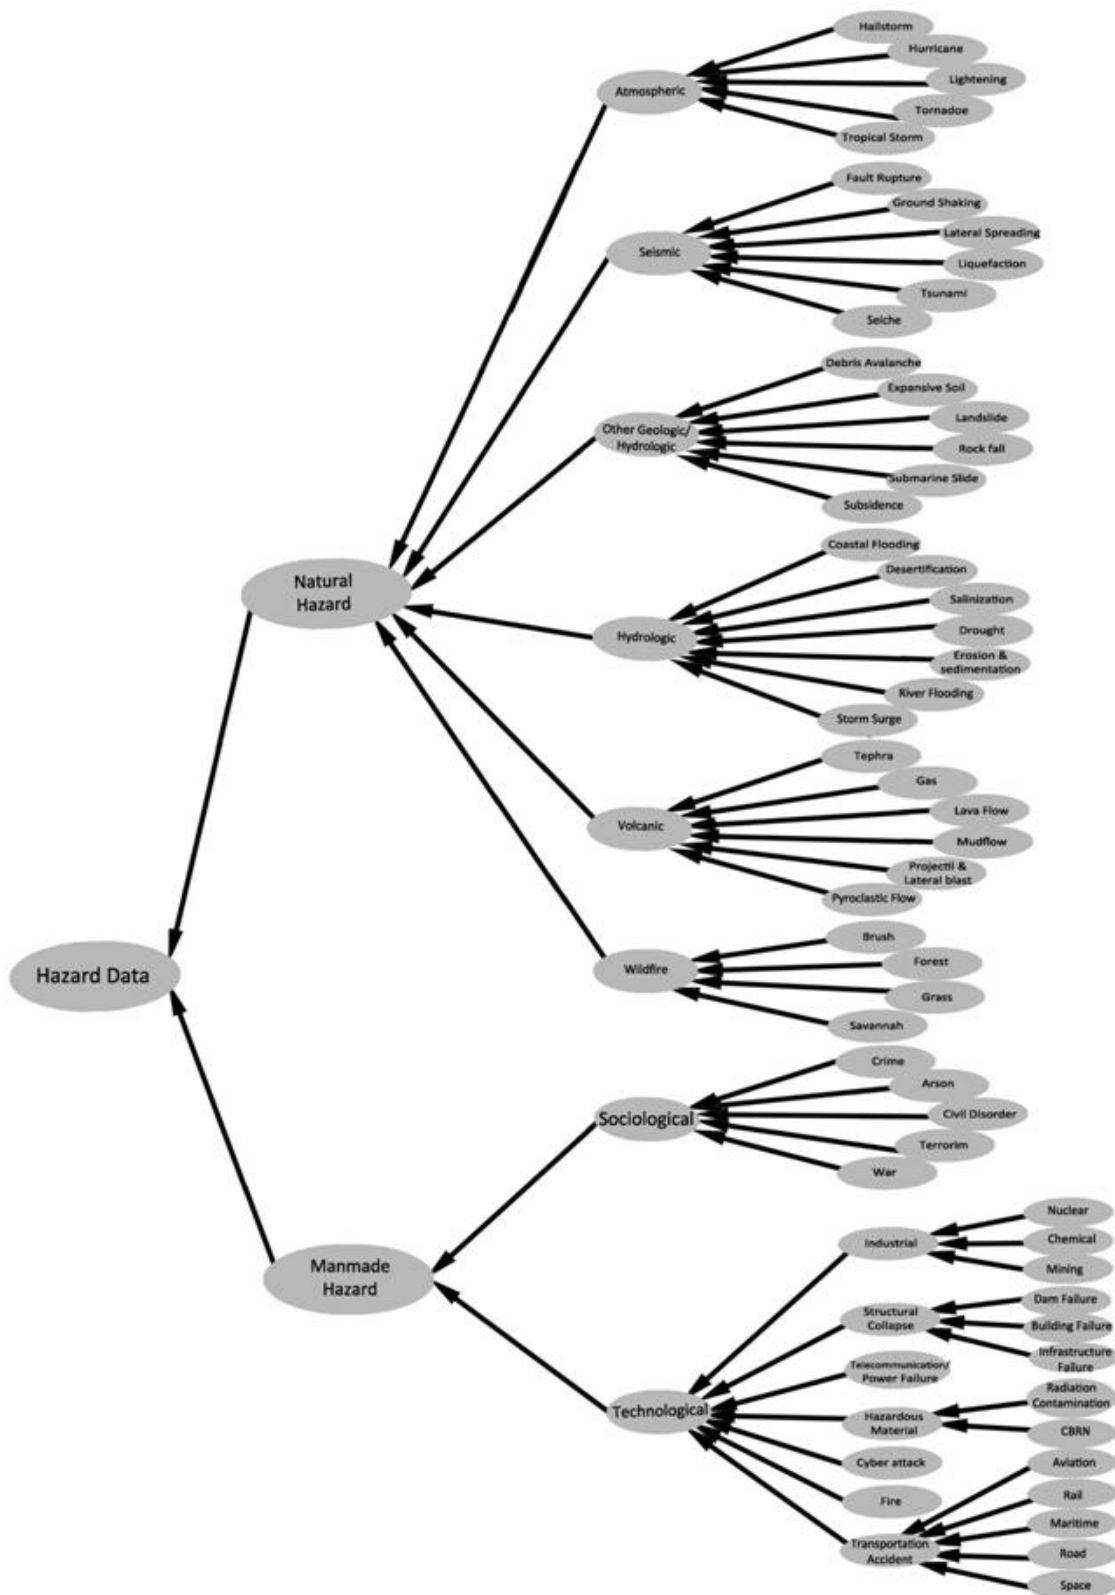 Hailstorm
Hurricane
Lightening
Tornadoe
Tropical Storm
Atmospheric
Fault Rupture
Ground Shaking
Lateral Spreading
Liquefaction
Tsunami
Seiche
Seismic
Debris Avalanche
Expansive Soil
Landslide
Rock fall
Submarine Slide
Subsidence
Other Geologic/
Hydrologic
Natural
Hazard
Coastal Flooding
Desertification
Salinization
Drought
Erosion &
sedimentation
River Flooding
Storm Surge
Hydrologic
Tephra
Gas
Lava Flow
Mudflow
Projectil &
Lateral blast
Pyroclastic Flow
Volcanic
Brush
Forest
Grass
Savannah
Wildfire
Hazard Data
Crime
Arson
Civil Disorder
Terrorim
War
Sociological
Manmade
Hazard
Nuclear
Chemical
Mining
Industrial
Dam Failure
Building Failure
Infrastructure
Failure
Structural
Collapse
Telecommunication/
Power Failure
Technological
Radiation
Contamination
CBRN
Hazardous
Material
Cyber attack
Fire
Aviation
Rail
Maritime
Road
Space
Transportation
Accident